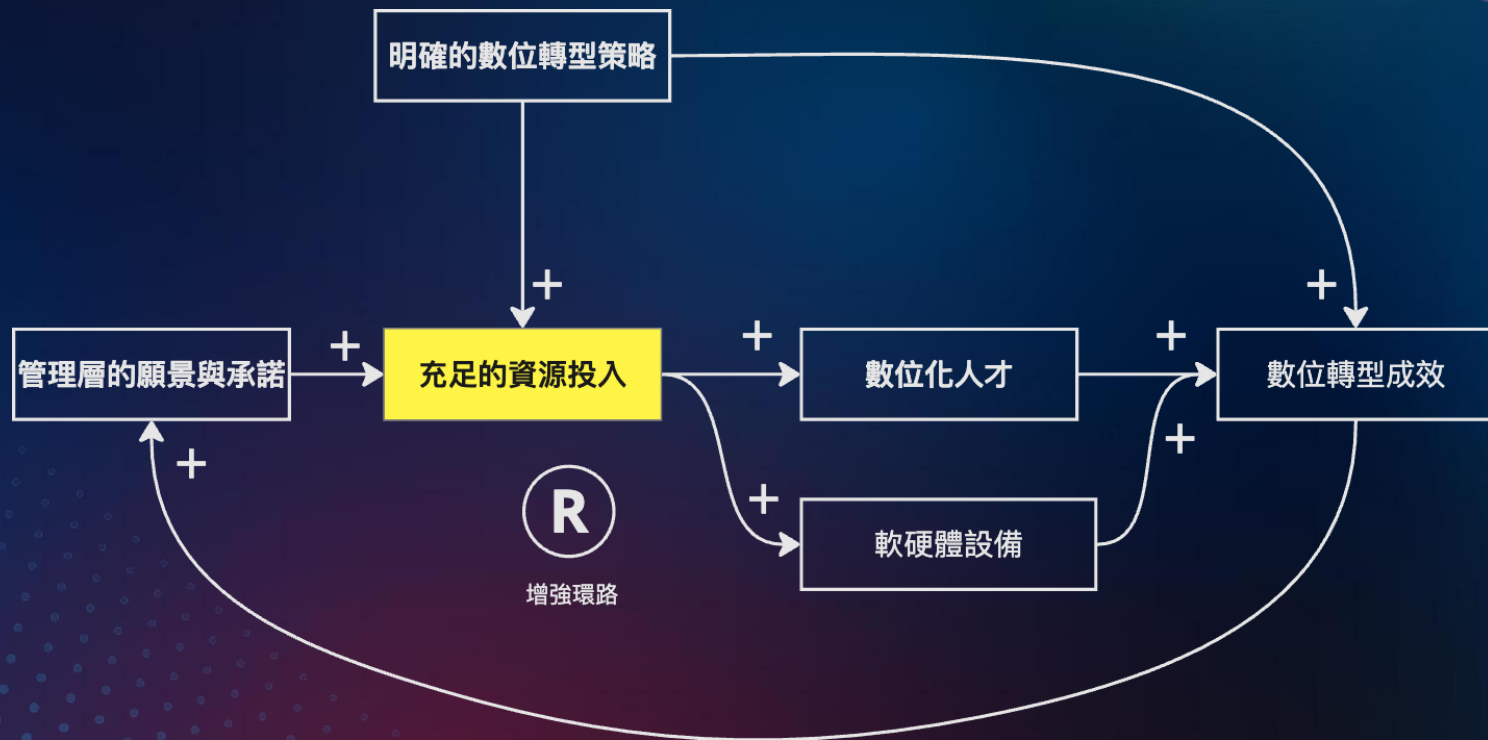 明確的數位轉型策略
+
+
管理層的願景與承諾
+
充足的資源投入
+
數位化人才
+
數位轉型成效
+
+
+
軟硬體設備
R
增強環路